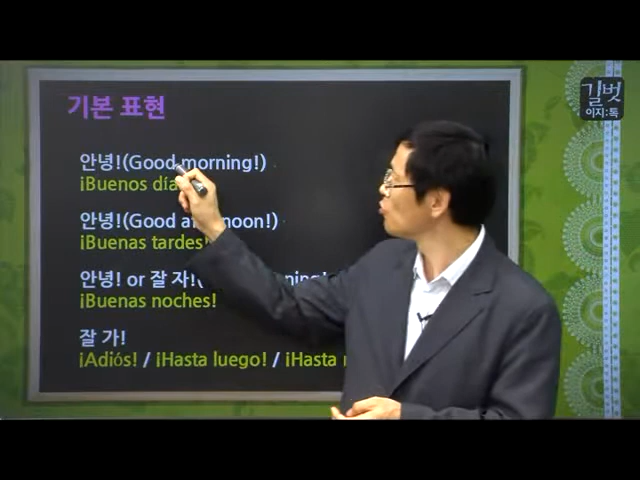 길벗
이지:톡
기본 표현
안녕!(Good morning!)
¡Buenos
안녕!(Good
¡Buenas tardes!
안녕! or 잘 자!(
¡Buenas noches!
잘 가!
¡Adiós! / ¡Hasta luego! / ¡Hasta